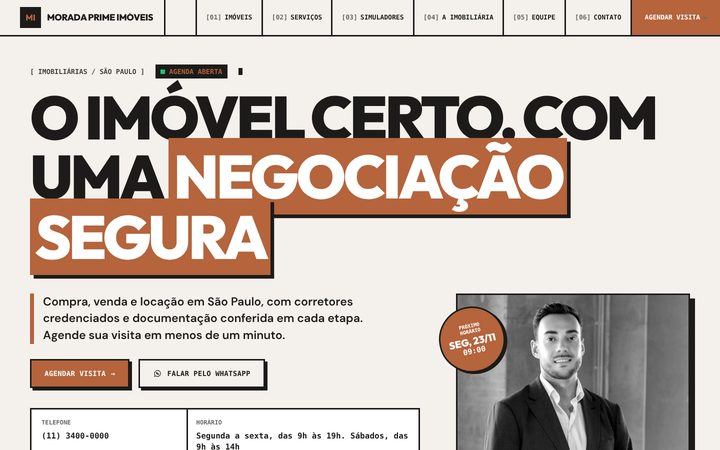 MI MORADA PRIME IMÓVEIS [01] IMÓVEIS [02] SERVIÇOS [03] SIMULADORES [04] A IMOBILIÁRIA [05] EQUIPE [06] CONTATO AGENDAR VISITA
[ IMOBILIÁRIAS / SÃO PAULO ] AGENDA ABERTA
O IMÓVEL CERTO. COM
UMA NEGOCIAÇÃO
SEGURA
Compra, venda e locação em São Paulo, com corretores
credenciados e documentação conferida em cada etapa.
Agende sua visita em menos de um minuto.
AGENDAR VISITA → FALAR PELO WHATSAPP
PRÓXIMO
HORÁRIO
SEG, 23/11
09:00
TELEFONE
(11) 3400-0000
HORÁRIO
Segunda a sexta, das 9h às 19h. Sábados, das
9h às 14h